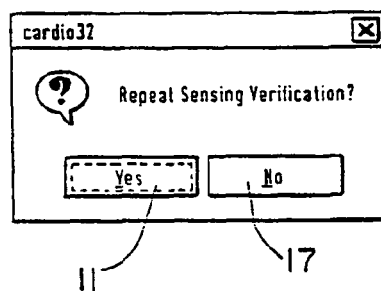 cardio32
? Repeat Sensing Verification?
Yes No
11 17